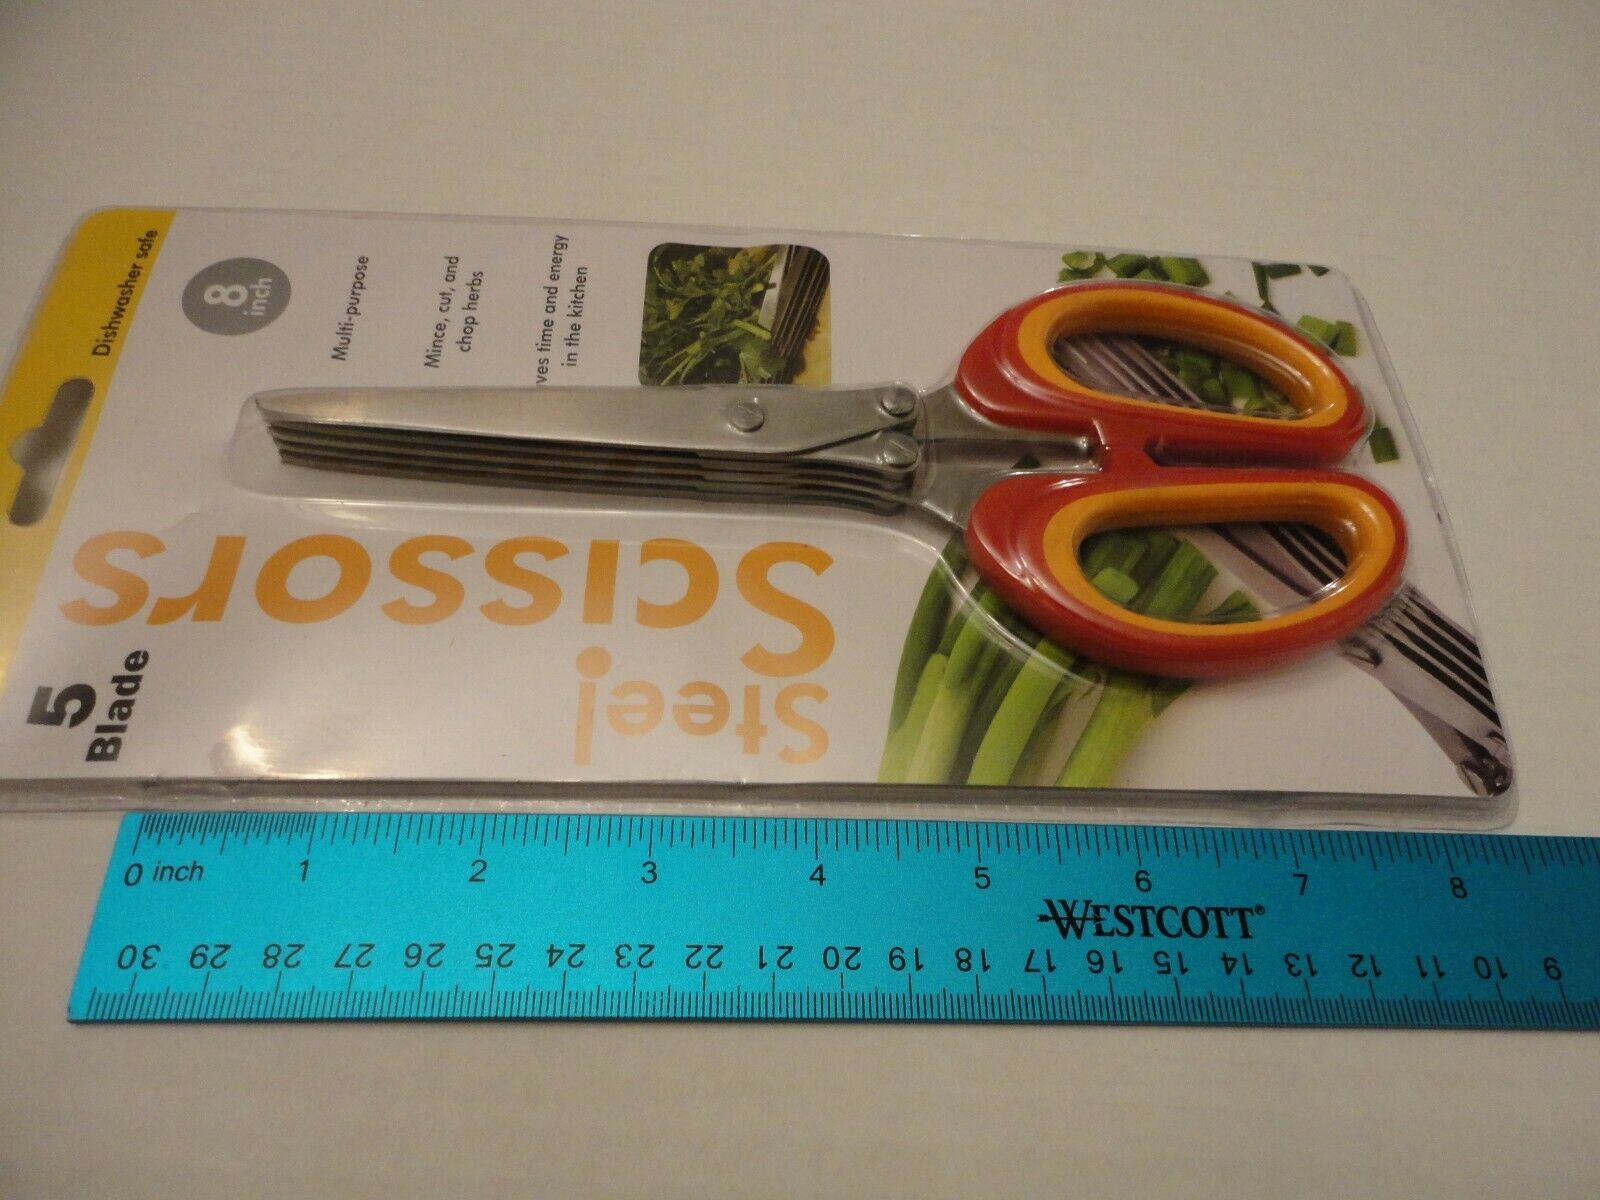 Dishwasher safe
8
inch
Multi-purpose
Mince, cut, and
chop herbs
ves time and energy
in the kitchen
5
Blade
Steel
Scissors
0 inch 1 2 3 4 5 6 7 8
WESTCOTT®
30 29 28 27 26 25 24 23 22 21 20 19 18 17 16 15 14 13 12 11 10 9